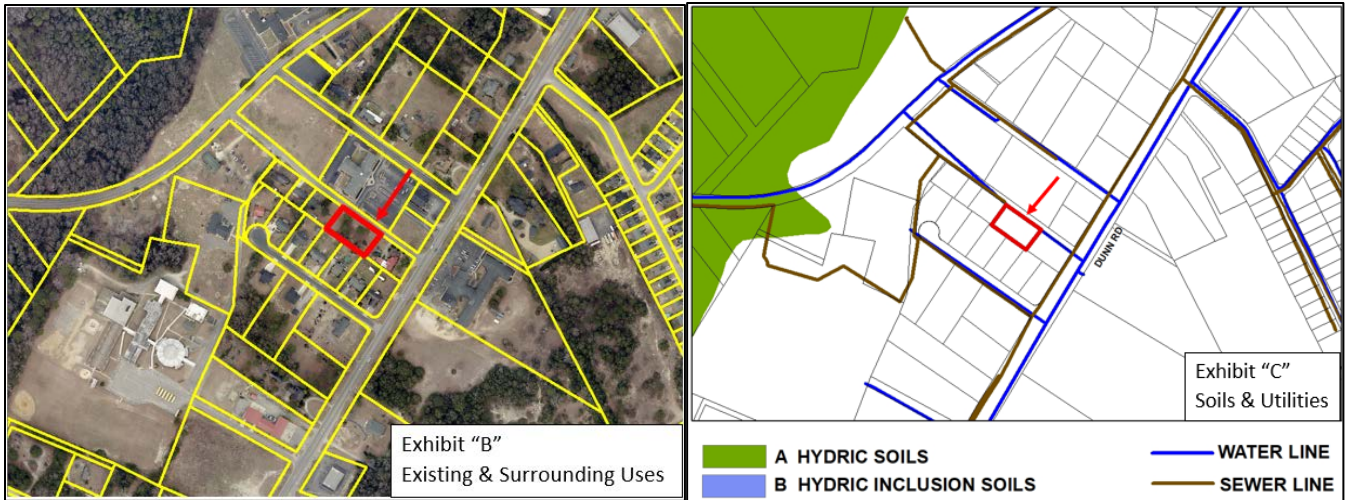 Exhibit “B”
Existing & Surrounding Uses
DUNN RD
Exhibit “C”
Soils & Utilities
A HYDRIC SOILS
B HYDRIC INCLUSION SOILS
WATER LINE
SEWER LINE